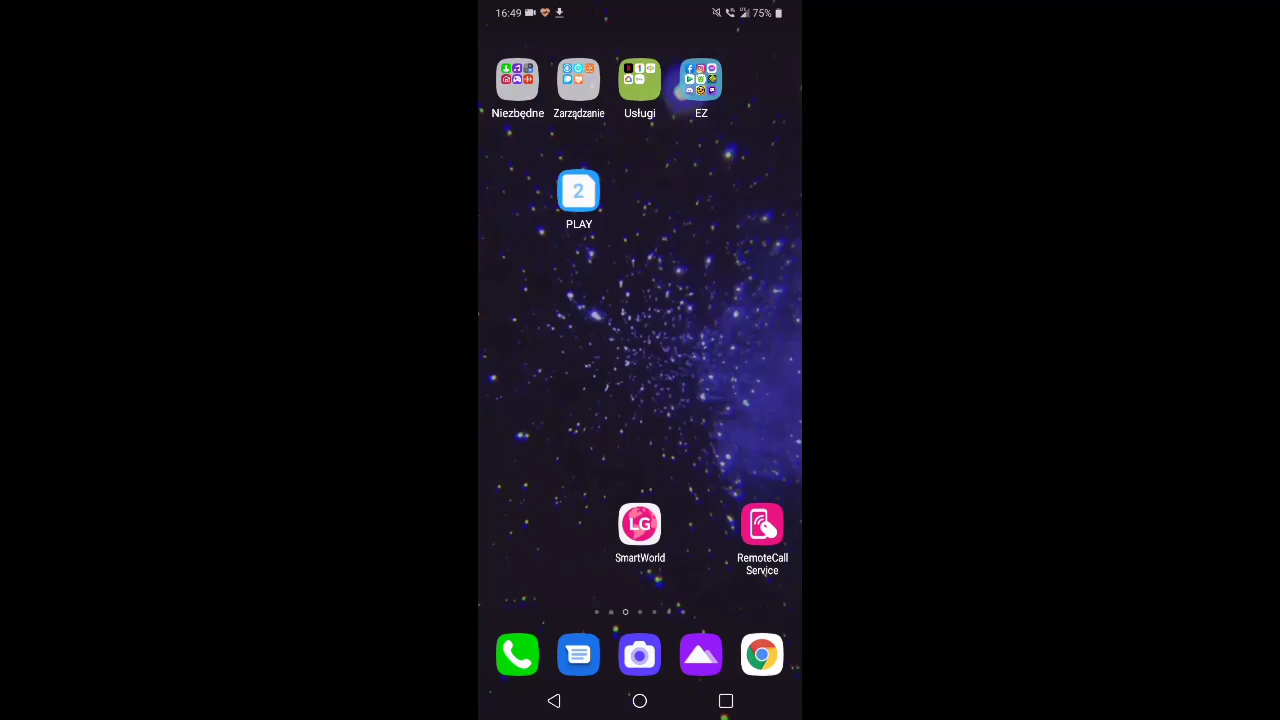 16:49
75%
Niezbędne
Zarządzanie
Usługi
EZ
2
PLAY
LG
SmartWorld
RemoteCall
Service